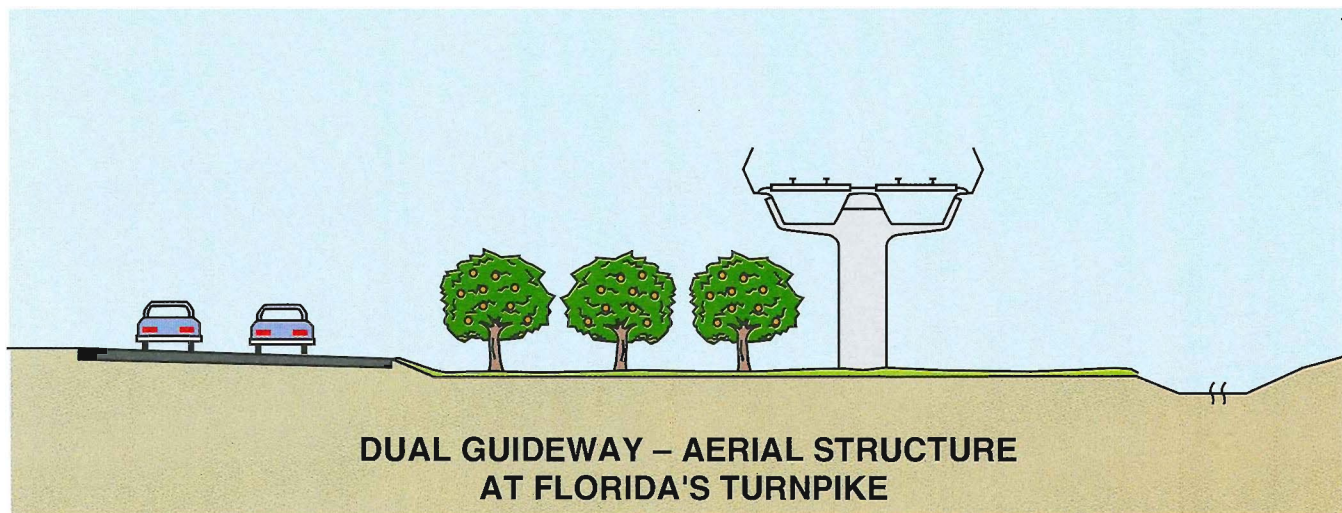 DUAL GUIDEWAY – AERIAL STRUCTURE
AT FLORIDA'S TURNPIKE